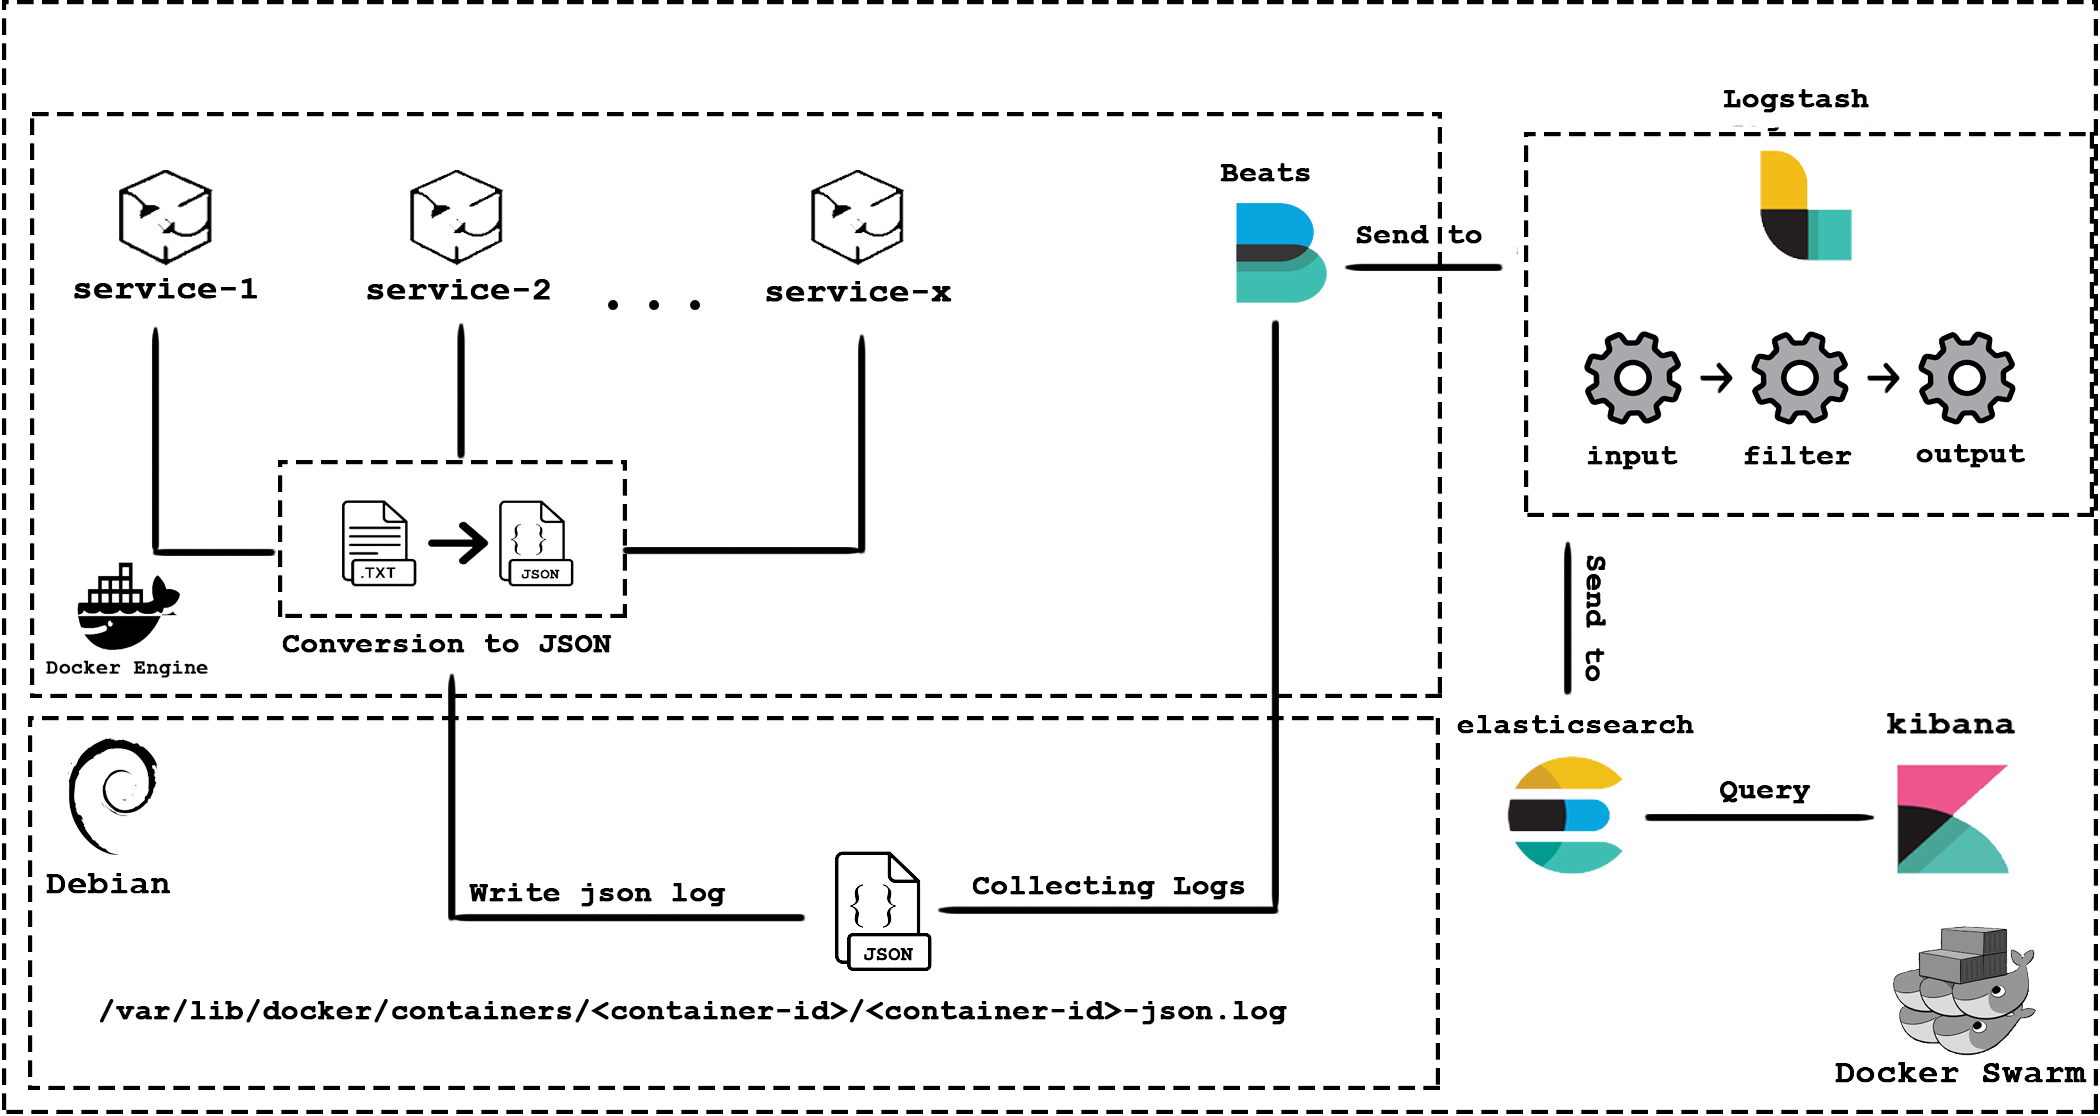 Logstash
Beats
Send to
service-1
service-2
. . .
service-x
input
filter
output
.TXT
JSON
Conversion to JSON
Docker Engine
Send to
elasticsearch
kibana
Query
Debian
Write json log
Collecting Logs
JSON
/var/lib/docker/containers/<container-id>/<container-id>-json.log
Docker Swarm